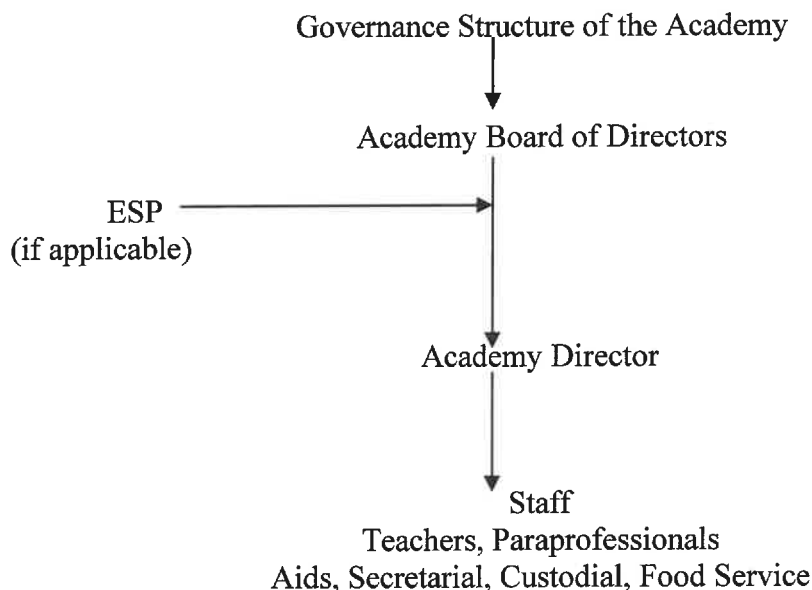 Governance Structure of the Academy
Academy Board of Directors
ESP
(if applicable)
Academy Director
Staff
Teachers, Paraprofessionals
Aids, Secretarial, Custodial, Food Service